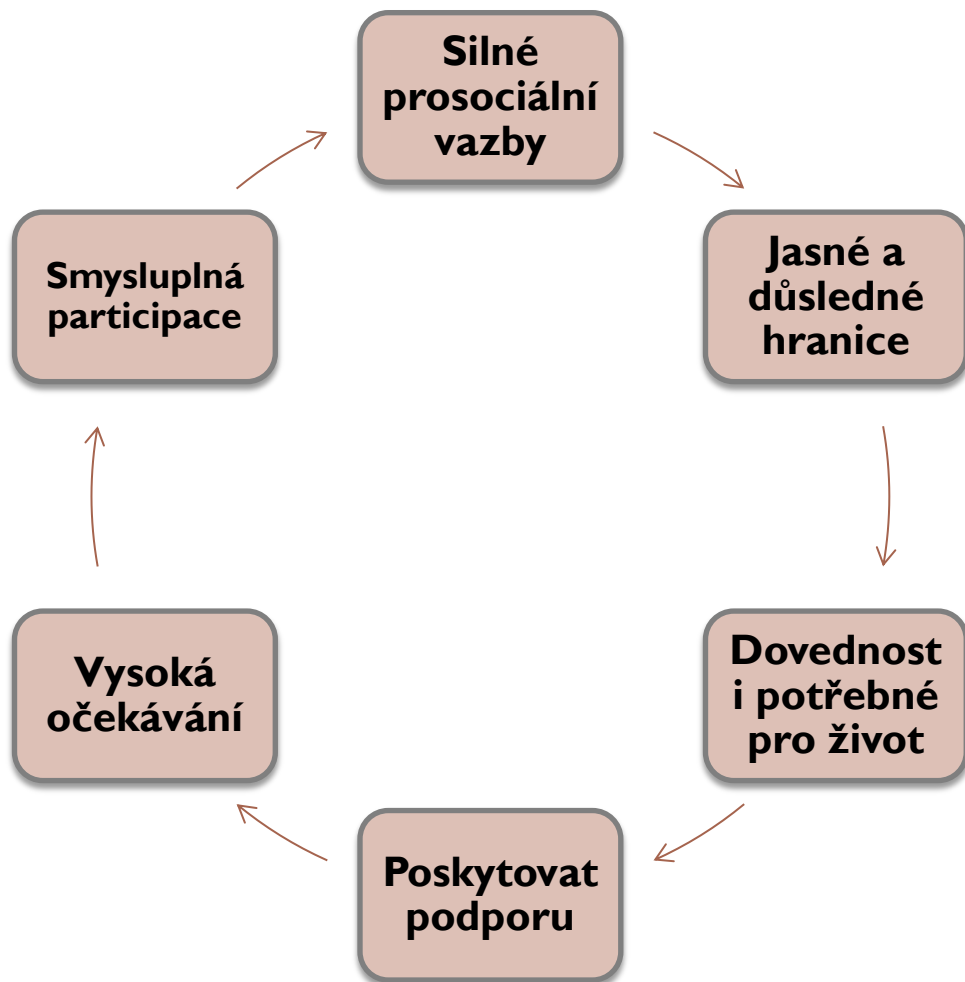 Silné
prosociální
vazby
Jasné a
důsledné
hranice
Dovednost
i potřebné
pro život
Poskytovat
podporu
Vysoká
očekávání
Smysluplná
participace